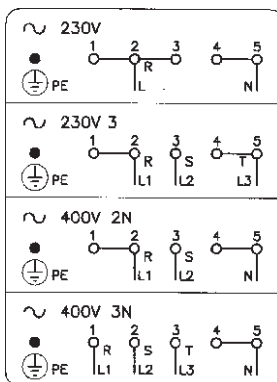 ~ 230V
1 2 3 4 5
R
PE L N
~ 230V 3
1 2 3 4 5
R S T
PE L1 L2 L3
~ 400V 2N
1 2 3 4 5
R S
PE L1 L2 N
~ 400V 3N
1 2 3 4 5
R S T
PE L1 L2 L3 N